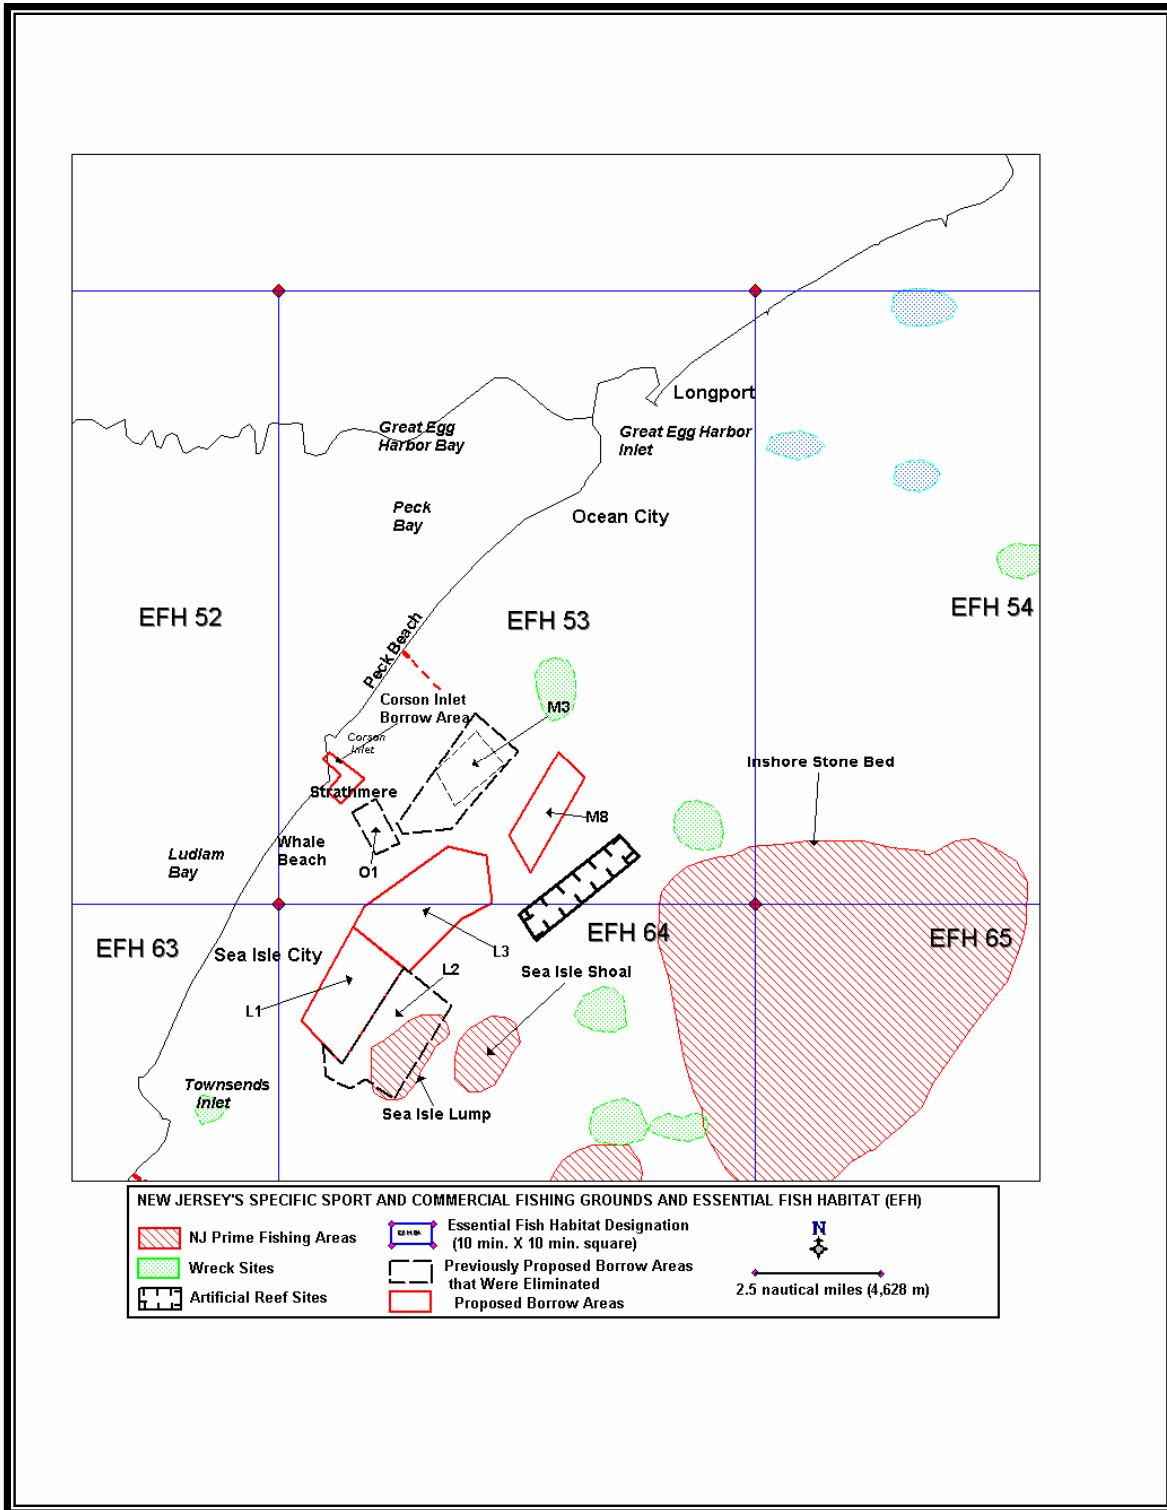 Longport
Great Egg
Harbor Bay
Great Egg Harbor
Inlet
Peck
Bay
Ocean City
EFH 52
EFH 53
EFH 54
Peck Beach
Corson Inlet
Borrow Area
M3
Corson
Inlet
Inshore Stone Bed
Strathmere
M8
Whale
Beach
Ludlam
Bay
O1
EFH 63
EFH 64
EFH 65
Sea Isle City
L3
L2
Sea Isle Shoal
L1
Townsends
Inlet
Sea Isle Lump
NEW JERSEY'S SPECIFIC SPORT AND COMMERCIAL FISHING GROUNDS AND ESSENTIAL FISH HABITAT (EFH)
NJ Prime Fishing Areas
Wreck Sites
Artificial Reef Sites
Essential Fish Habitat Designation
(10 min. X 10 min. square)
Previously Proposed Borrow Areas
that Were Eliminated
Proposed Borrow Areas
N
2.5 nautical miles (4,628 m)